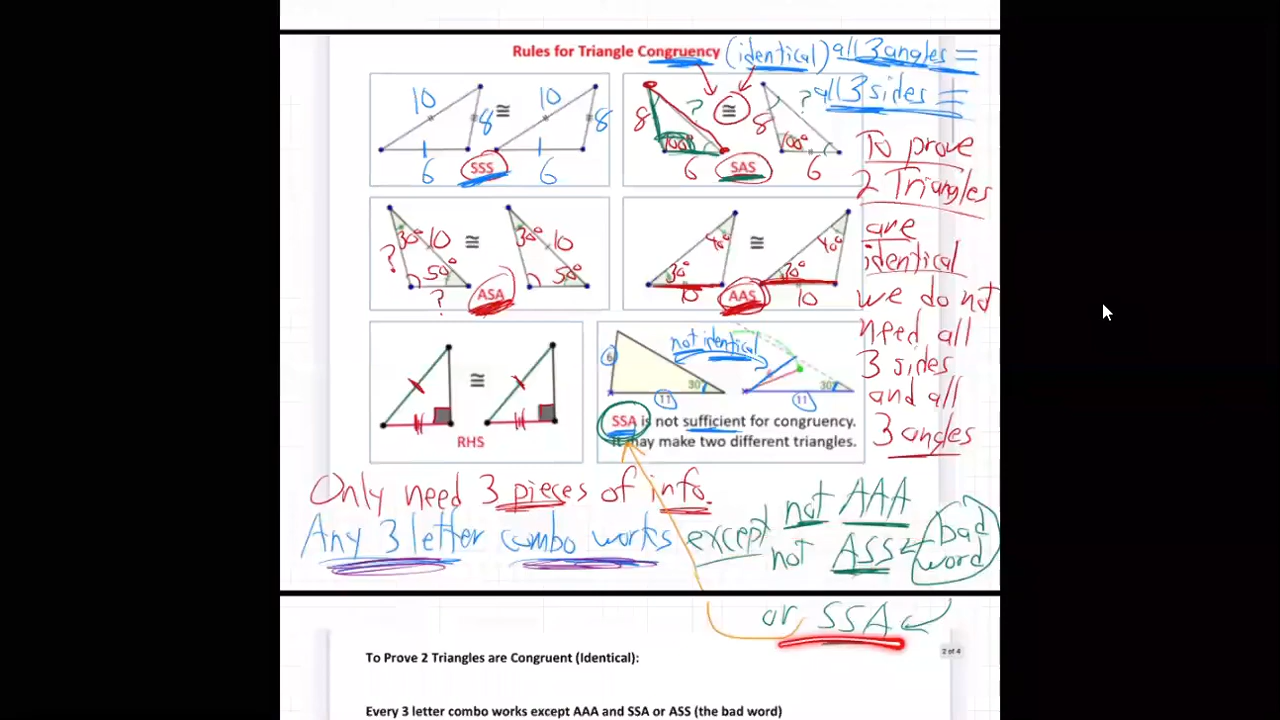 Rules for Triangle Congruency (identical) all 3 angles =
all 3 sides =
10 ≅ 10
8 8
6 6
SSS
8 ? ≅ 8 ?
100° 100°
6 6
SAS
30° 10 ≅ 30° 10
? 50° 50°
?
ASA
40° ≅ 40°
30° 30°
10 10
AAS
≅
RHS
not identical
6 30° 30°
11 11
SSA is not sufficient for congruency.
It may make two different triangles.
To prove
2 Triangles
are
identical
we do not
need all
3 sides
and all
3 angles
Only need 3 pieces of info.
Any 3 letter combo works except not AAA
not ASS bad
word
or SSA
2 of 4
To Prove 2 Triangles are Congruent (Identical):
Every 3 letter combo works except AAA and SSA or ASS (the bad word)